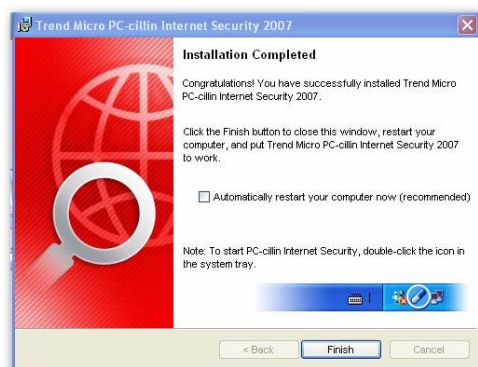 Trend Micro PC-cillin Internet Security 2007
Installation Completed
Congratulations! You have successfully installed Trend Micro
PC-cillin Internet Security 2007.
Click the Finish button to close this window, restart your
computer, and put Trend Micro PC-cillin Internet Security 2007
to work.
Automatically restart your computer now (recommended)
Note: To start PC-cillin Internet Security, double-click the icon in
the system tray.
< Back Finish Cancel